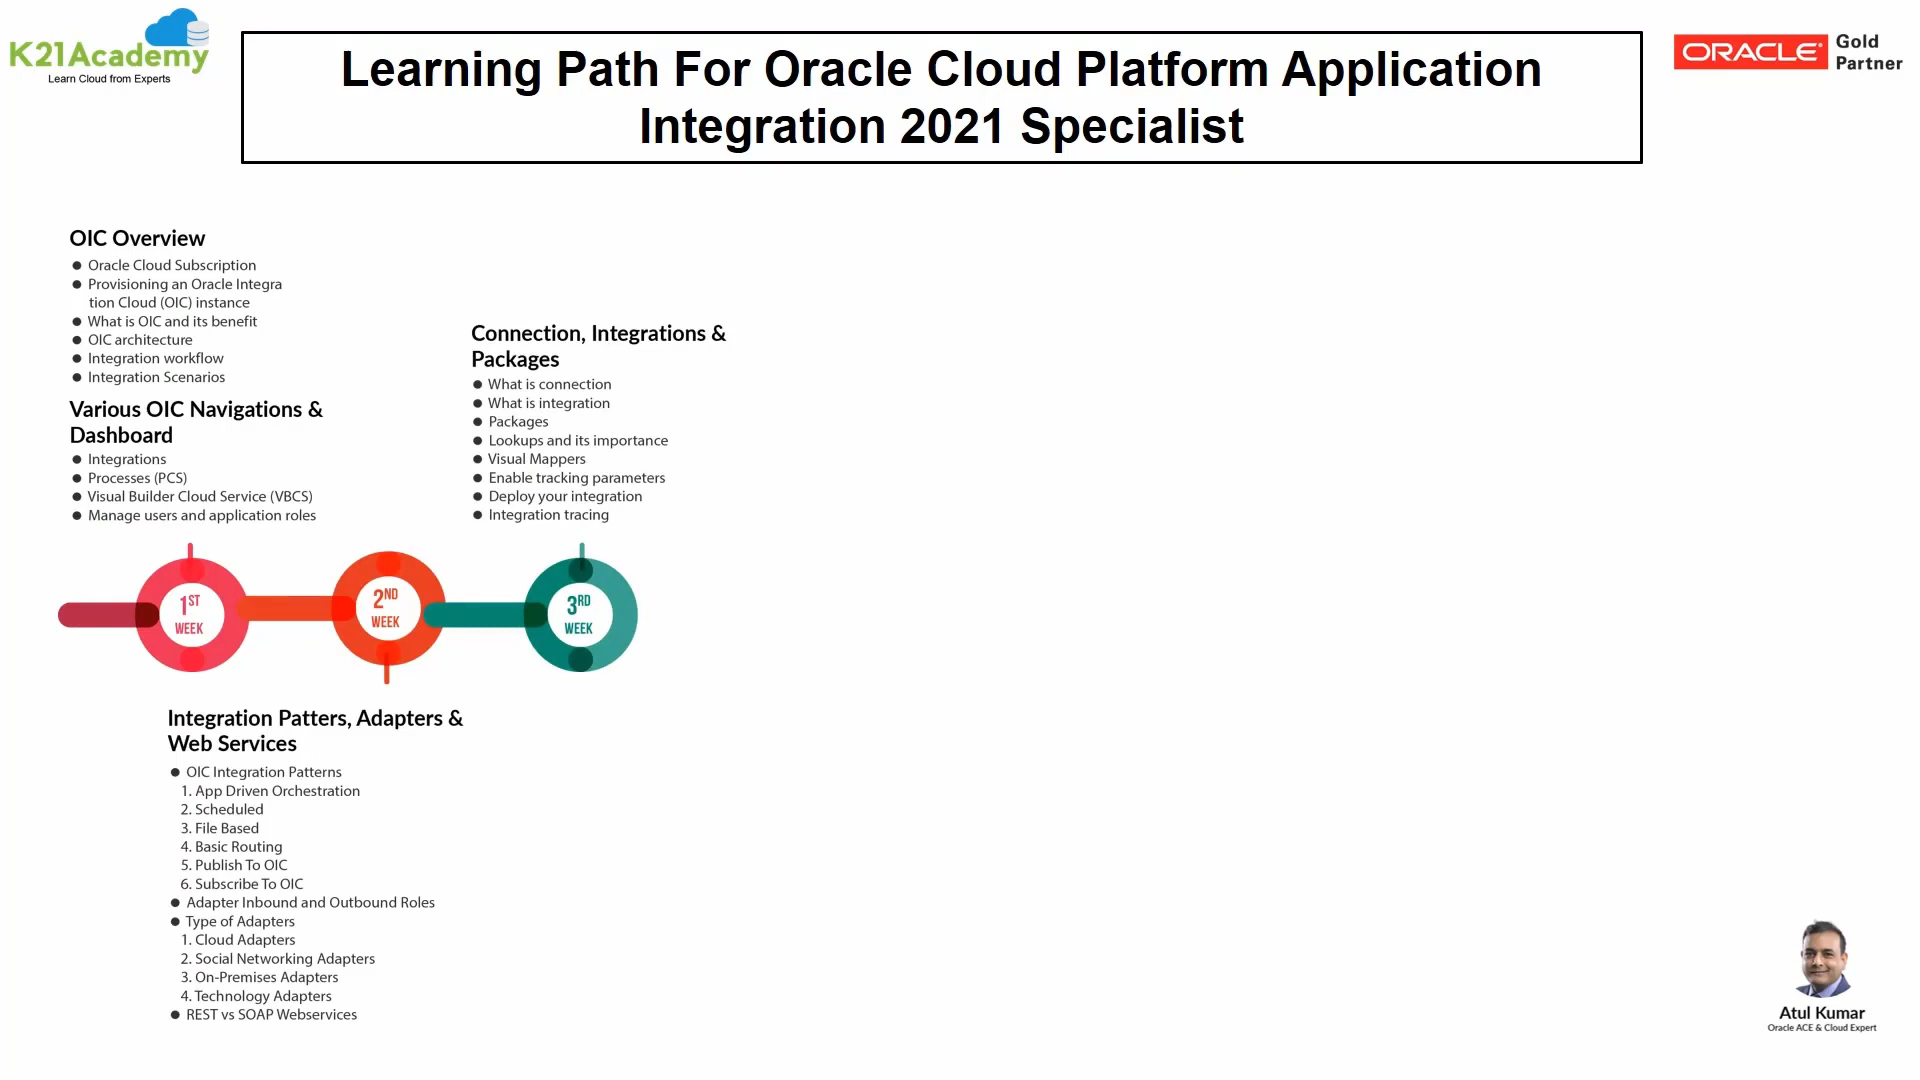 K21Academy
Learn Cloud from Experts
Learning Path For Oracle Cloud Platform Application
Integration 2021 Specialist
ORACLE
Gold
Partner
OIC Overview
● Oracle Cloud Subscription
● Provisioning an Oracle Integra
tion Cloud (OIC) instance
● What is OIC and its benefit
● OIC architecture
● Integration workflow
● Integration Scenarios
Various OIC Navigations &
Dashboard
● Integrations
● Processes (PCS)
● Visual Builder Cloud Service (VBCS)
● Manage users and application roles
Connection, Integrations &
Packages
● What is connection
● What is integration
● Packages
● Lookups and its importance
● Visual Mappers
● Enable tracking parameters
● Deploy your integration
● Integration tracing
1ST
WEEK
2ND
WEEK
3RD
WEEK
Integration Patters, Adapters &
Web Services
● OIC Integration Patterns
1. App Driven Orchestration
2. Scheduled
3. File Based
4. Basic Routing
5. Publish To OIC
6. Subscribe To OIC
● Adapter Inbound and Outbound Roles
● Type of Adapters
1. Cloud Adapters
2. Social Networking Adapters
3. On-Premises Adapters
4. Technology Adapters
● REST vs SOAP Webservices
Atul Kumar
Oracle ACE & Cloud Expert